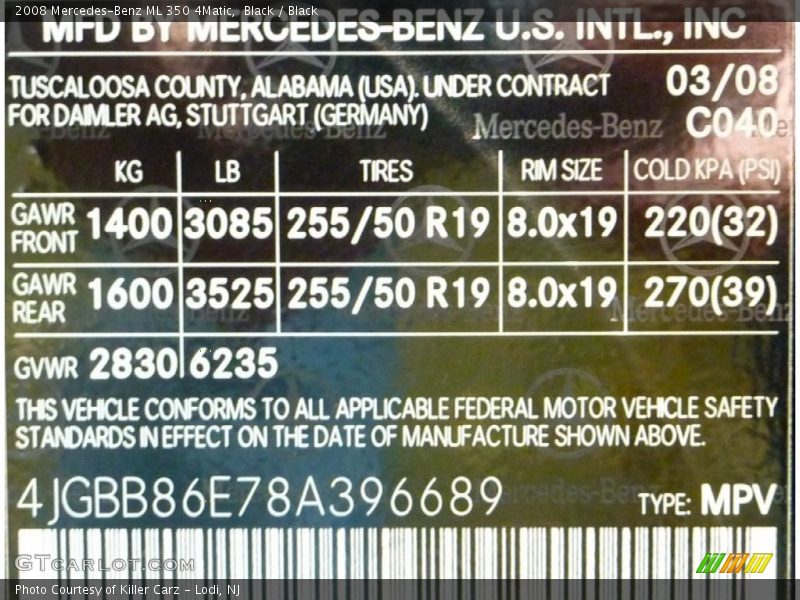 2008 Mercedes-Benz ML 350 4Matic, Black / Black
MFD BY MERCEDES-BENZ U.S. INTL., INC
TUSCALOOSA COUNTY, ALABAMA (USA). UNDER CONTRACT 03/08
FOR DAIMLER AG, STUTTGART (GERMANY) Mercedes-Benz C040
KG LB TIRES RIM SIZE COLD KPA (PSI)
GAWR FRONT 1400 3085 255/50 R19 8.0x19 220(32)
GAWR REAR 1600 3525 255/50 R19 8.0x19 270(39)
GVWR 2830 6235
THIS VEHICLE CONFORMS TO ALL APPLICABLE FEDERAL MOTOR VEHICLE SAFETY
STANDARDS IN EFFECT ON THE DATE OF MANUFACTURE SHOWN ABOVE.
4JGBB86E78A396689 TYPE: MPV
GTcarlot.com
Photo Courtesy of Killer Carz - Lodi, NJ